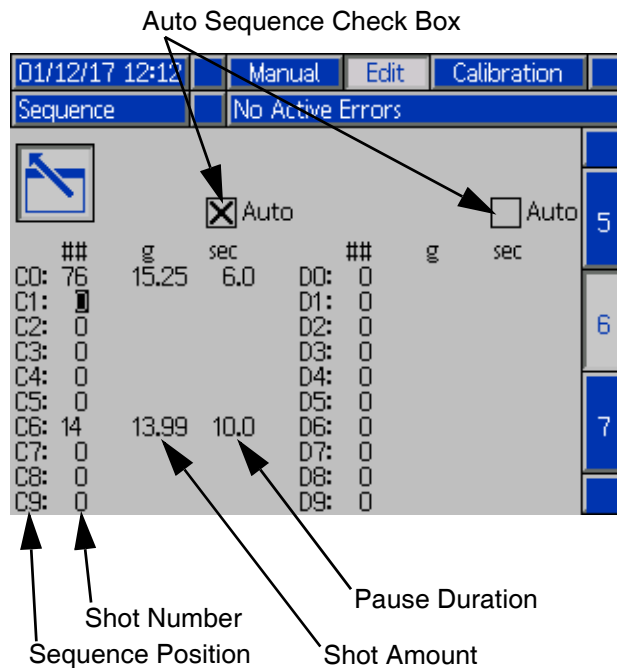 Auto Sequence Check Box
01/12/17 12:12 Manual Edit Calibration
Sequence No Active Errors
Auto Auto
5
## g sec ## g sec
C0: 76 15.25 6.0 D0: 0
C1: 0 D1: 0
C2: 0 D2: 0
6
C3: 0 D3: 0
C4: 0 D4: 0
C5: 0 D5: 0
C6: 14 13.99 10.0 D6: 0
7
C7: 0 D7: 0
C8: 0 D8: 0
C9: 0 D9: 0
Pause Duration
Shot Number
Sequence Position Shot Amount